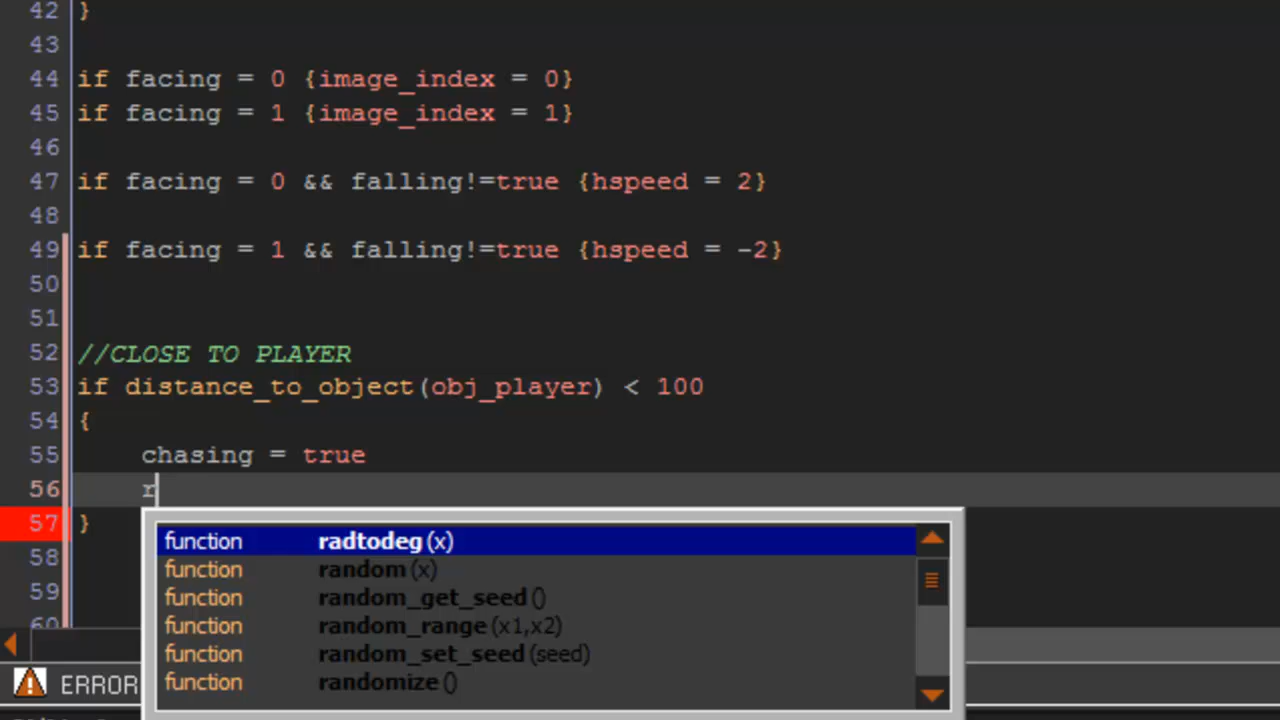 42 }
43
44 if facing = 0 {image_index = 0}
45 if facing = 1 {image_index = 1}
46
47 if facing = 0 && falling!=true {hspeed = 2}
48
49 if facing = 1 && falling!=true {hspeed = -2}
50
51
52 //CLOSE TO PLAYER
53 if distance_to_object(obj_player) < 100
54 {
55 chasing = true
56 r
57 }
58
59
60
function radtodeg(x)
function random(x)
function random_get_seed()
function random_range(x1,x2)
function random_set_seed(seed)
function randomize()
ERROR